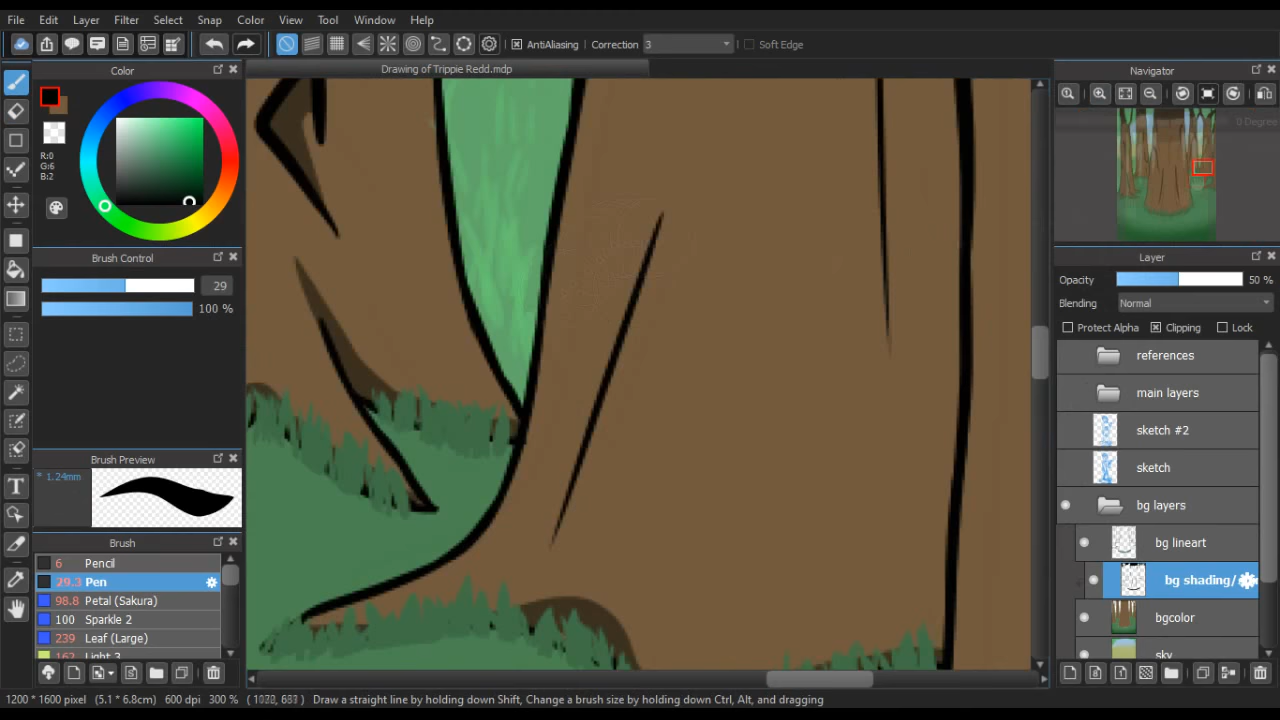 File Edit Layer Filter Select Snap Color View Tool Window Help
AntiAliasing Correction 3 Soft Edge
Color
Drawing of Trippie Redd.mdp
Navigator
0 Degree
R:0
G:6
B:2
Brush Control
29
100 %
Brush Preview
* 1.24mm
Brush
6 Pencil
29.3 Pen
98.8 Petal (Sakura)
100 Sparkle 2
239 Leaf (Large)
162 Light 3
Layer
Opacity 50 %
Blending Normal
Protect Alpha Clipping Lock
references
main layers
sketch #2
sketch
bg layers
bg lineart
bg shading/
bgcolor
sky
1200 * 1600 pixel (5.1 * 6.8cm) 600 dpi 300 % Draw a straight line by holding down Shift, Change a brush size by holding down Ctrl, Alt, and dragging